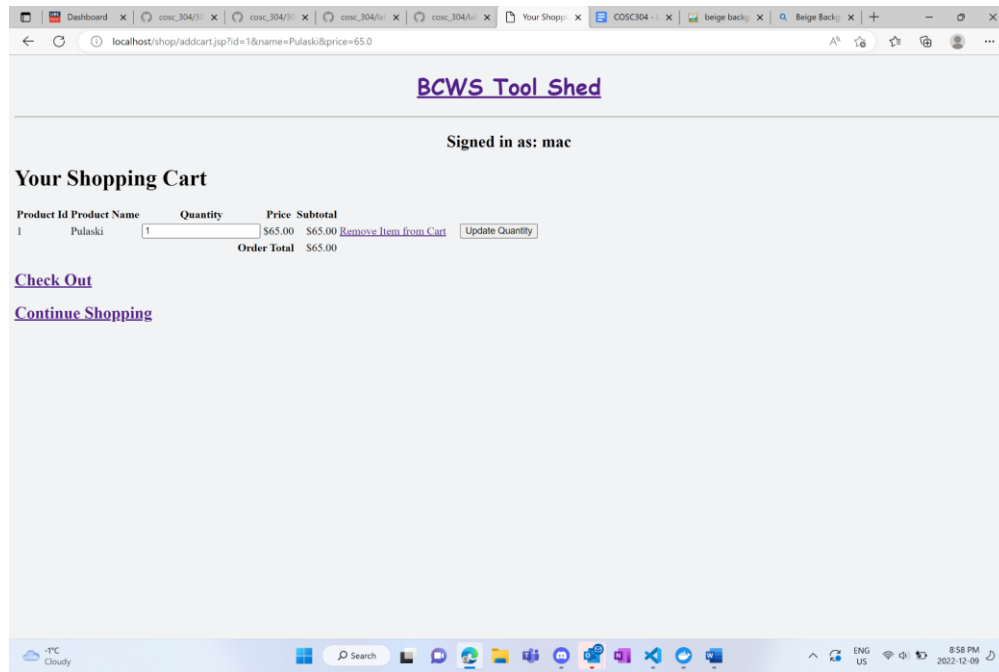 Dashboard cosc_304/30 cosc_304/30 cosc_304/la cosc_304/la Your Shoppi COSC304 - beige backg Beige Backg
localhost/shop/addcart.jsp?id=1&name=Pulaski&price=65.0
BCWS Tool Shed
Signed in as: mac
Your Shopping Cart
Product Id Product Name Quantity Price Subtotal
1 Pulaski 1 $65.00 $65.00 Remove Item from Cart Update Quantity
Order Total $65.00
Check Out
Continue Shopping
-1°C
Cloudy
Search
ENG
US
8:58 PM
2022-12-09